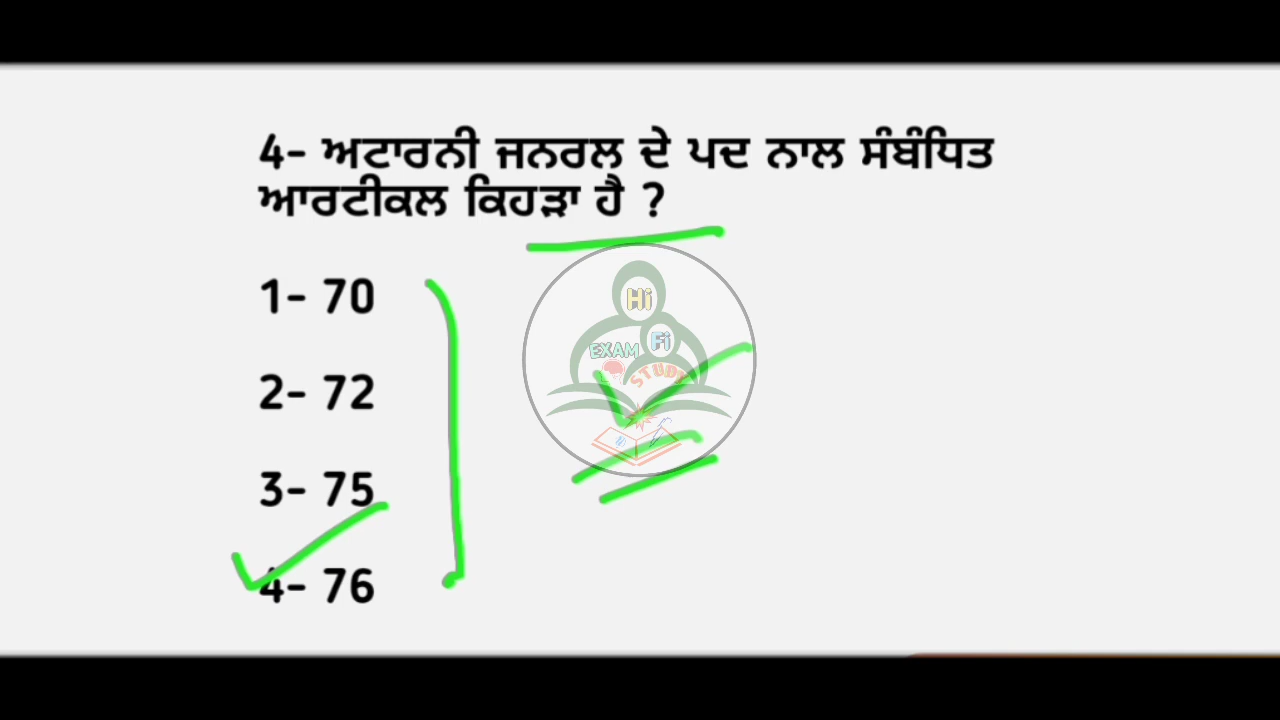 4- ਅਟਾਰਨੀ ਜਨਰਲ ਦੇ ਪਦ ਨਾਲ ਸੰਬੰਧਿਤ
ਆਰਟੀਕਲ ਕਿਹੜਾ ਹੈ ?
1- 70
2- 72
3- 75
4- 76
Hi
Fi
EXAM
STUDY